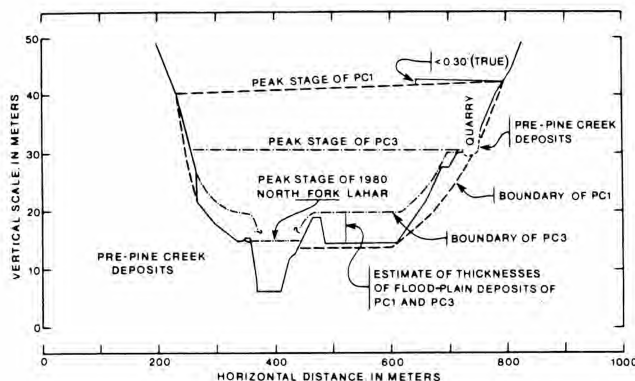 <0.30°(TRUE)
PEAK STAGE OF PC1
QUARRY
PEAK STAGE OF PC3
PRE-PINE CREEK
DEPOSITS
PEAK STAGE OF 1980
NORTH FORK LAHAR
BOUNDARY OF PC1
BOUNDARY OF PC3
PRE-PINE CREEK
DEPOSITS
ESTIMATE OF THICKNESSES
OF FLOOD-PLAIN DEPOSITS OF
PC1 AND PC3
VERTICAL SCALE, IN METERS
50
40
30
20
10
0
0
200
400
600
800
1000
HORIZONTAL DISTANCE, IN METERS